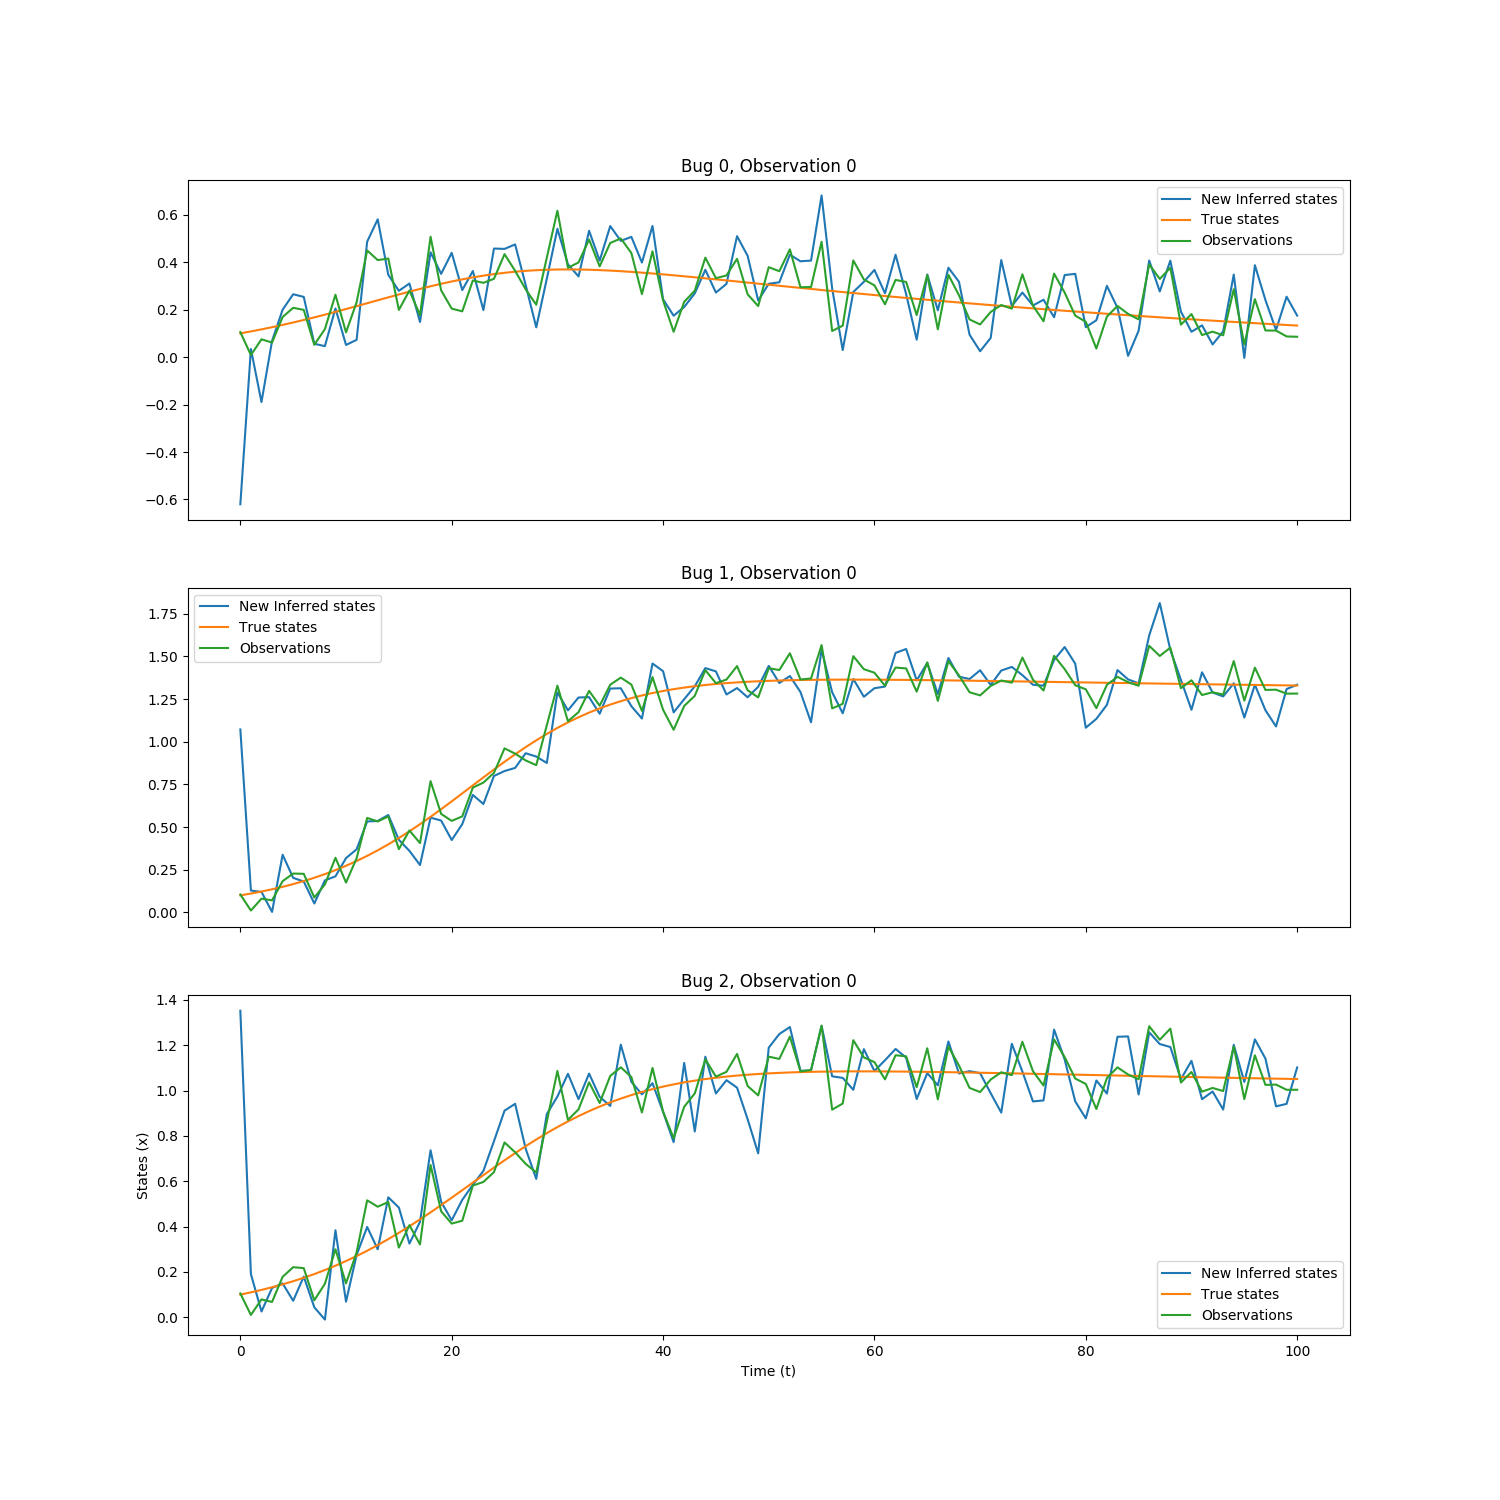 Bug 0, Observation 0
New Inferred states
True states
Observations
0.6
0.4
0.2
0.0
−0.2
−0.4
−0.6
Bug 1, Observation 0
New Inferred states
True states
Observations
1.75
1.50
1.25
1.00
0.75
0.50
0.25
0.00
Bug 2, Observation 0
1.4
1.2
1.0
0.8
0.6
0.4
0.2
0.0
States (x)
New Inferred states
True states
Observations
0 20 40 60 80 100
Time (t)